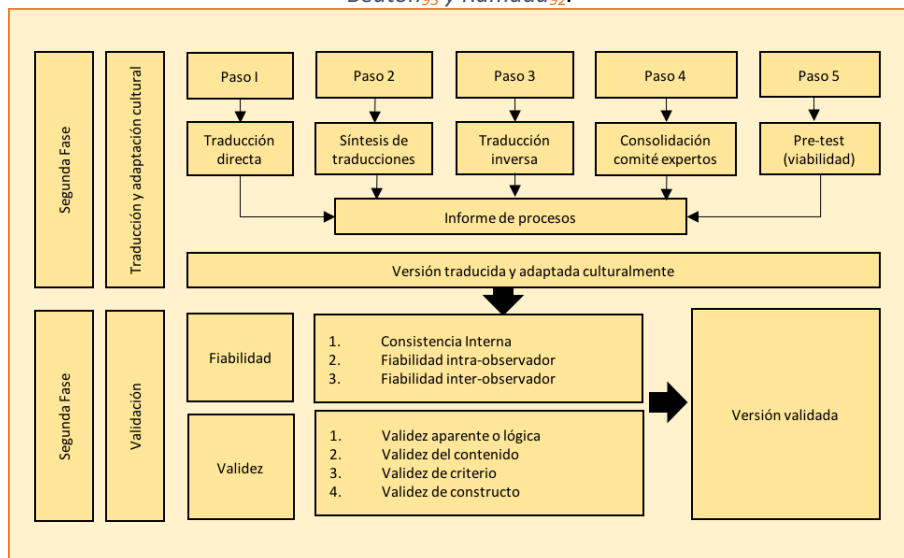 Beaton93 y Ramada92.
Segunda Fase
Traducción y adaptación cultural
Paso I
Paso 2
Paso 3
Paso 4
Paso 5
Traducción
directa
Síntesis de
traducciones
Traducción
inversa
Consolidación
comité expertos
Pre-test
(viabilidad)
Informe de procesos
Versión traducida y adaptada culturalmente
Segunda Fase
Validación
Fiabilidad
1. Consistencia Interna
2. Fiabilidad intra-observador
3. Fiabilidad inter-observador
Validez
1. Validez aparente o lógica
2. Validez del contenido
3. Validez de criterio
4. Validez de constructo
Versión validada